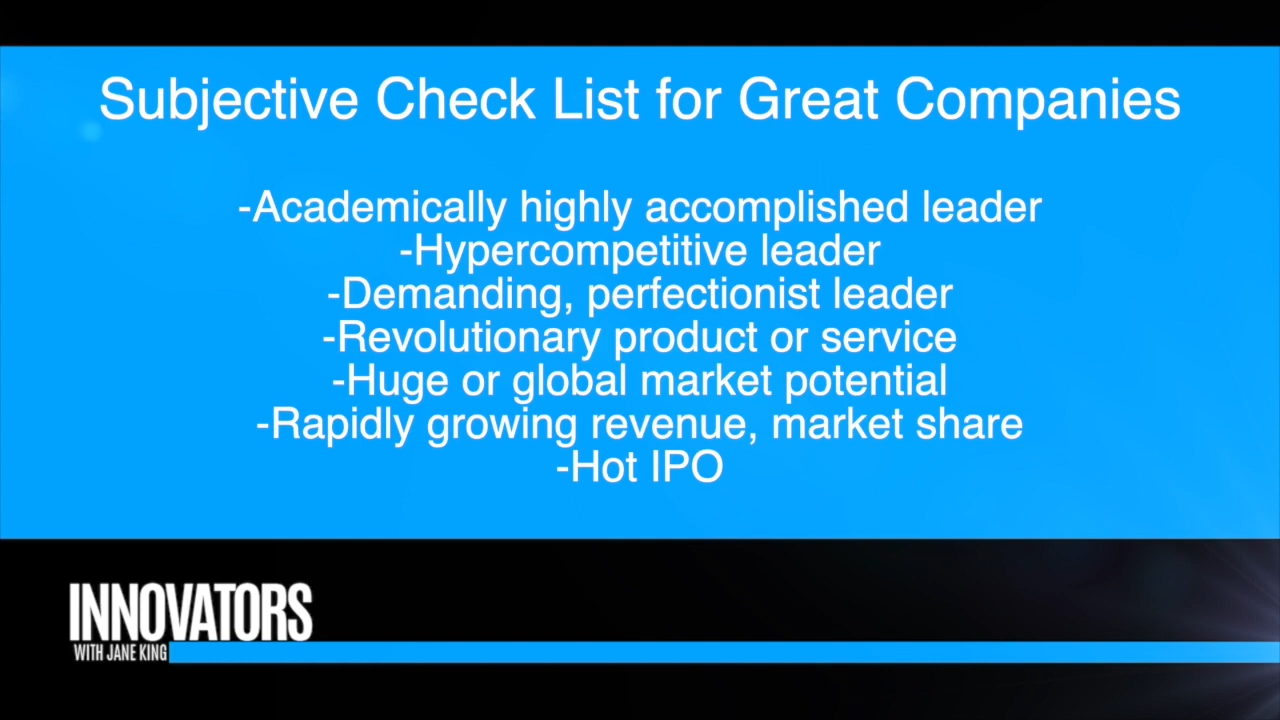 Subjective Check List for Great Companies
-Academically highly accomplished leader
-Hypercompetitive leader
-Demanding, perfectionist leader
-Revolutionary product or service
-Huge or global market potential
-Rapidly growing revenue, market share
-Hot IPO
INNOVATORS
WITH JANE KING